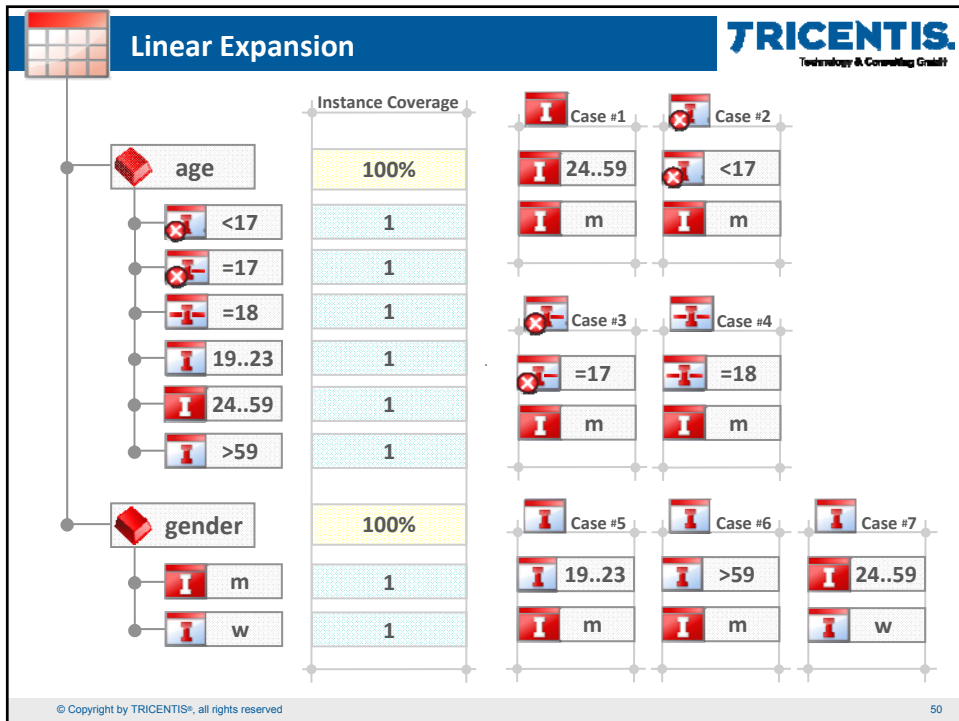 Linear Expansion
TRICENTIS.
Technology & Consulting GmbH
Instance Coverage
age
100%
<17
1
=17
1
=18
1
19..23
1
24..59
1
>59
1
gender
100%
m
1
w
1
Case #1
24..59
m
Case #2
<17
m
Case #3
=17
m
Case #4
=18
m
Case #5
19..23
m
Case #6
>59
m
Case #7
24..59
w
© Copyright by TRICENTIS®, all rights reserved
50